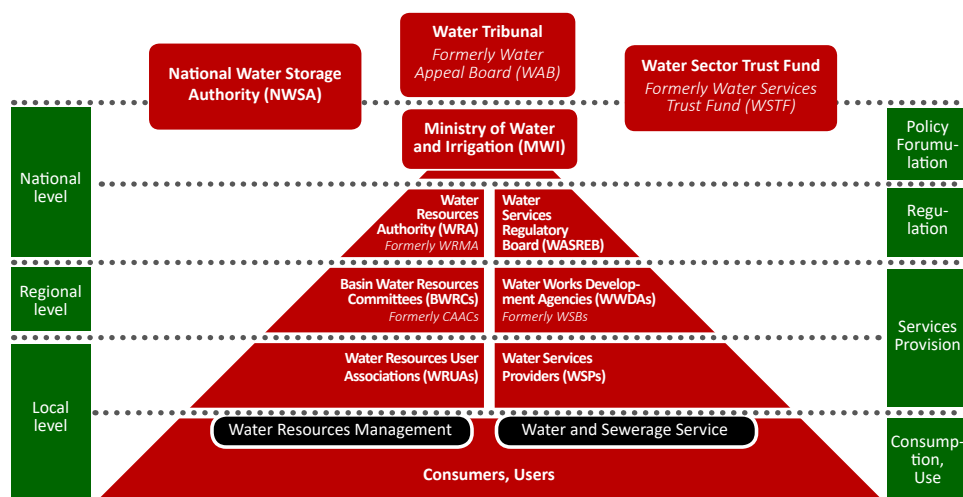 Water Tribunal
Formerly Water
Appeal Board (WAB)
National Water Storage
Authority (NWSA)
Water Sector Trust Fund
Formerly Water Services
Trust Fund (WSTF)
Ministry of Water
and Irrigation (MWI)
National
level
Policy
Forumu-
lation
Water
Resources
Authority (WRA)
Formerly WRMA
Water
Services
Regulatory
Board (WASREB)
Regu-
lation
Regional
level
Basin Water Resources
Committees (BWRCs)
Formerly CAACs
Water Works Develop-
ment Agencies (WWDAs)
Formerly WSBs
Services
Provision
Local
level
Water Resources User
Associations (WRUAs)
Water Services
Providers (WSPs)
Water Resources Management
Water and Sewerage Service
Consumers, Users
Consump-
tion,
Use